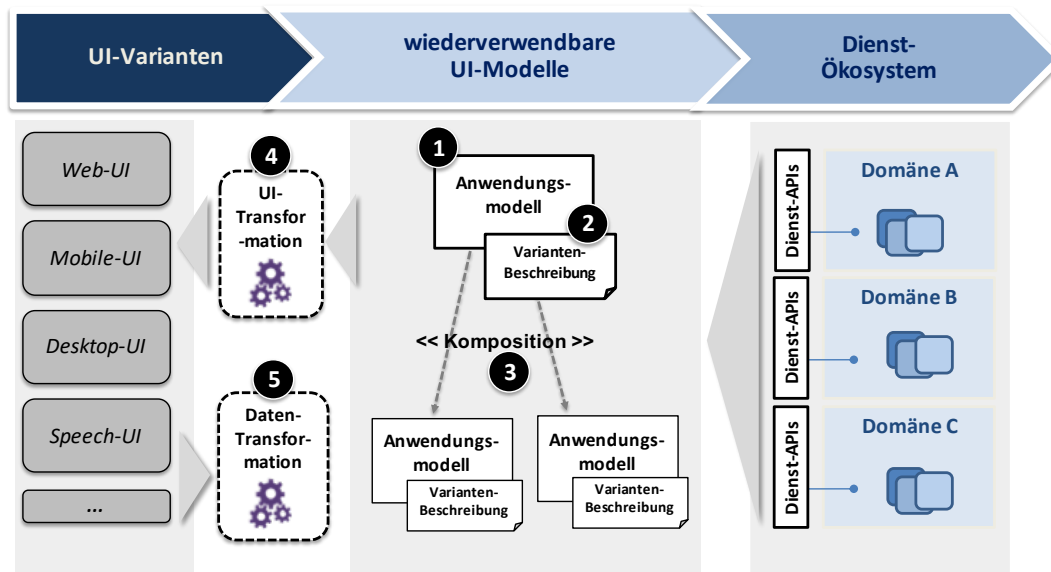 UI-Varianten
wiederverwendbare
UI-Modelle
Dienst-
Ökosystem
Web-UI
Mobile-UI
Desktop-UI
Speech-UI
...
4
UI-
Transfor
-mation
5
Daten-
Transfor-
mation
1
Anwendungs-
modell
2
Varianten-
Beschreibung
<< Komposition >>
3
Anwendungs-
modell
Varianten-
Beschreibung
Anwendungs-
modell
Varianten-
Beschreibung
Dienst-APIs
Domäne A
Dienst-APIs
Domäne B
Dienst-APIs
Domäne C